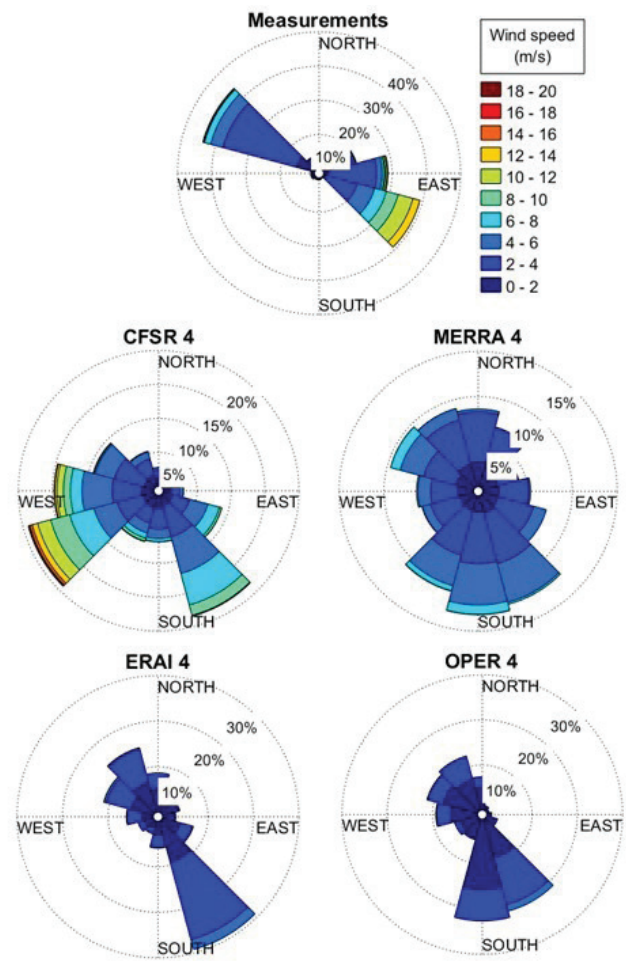 Measurements
NORTH
40%
30%
20%
10%
WEST
EAST
SOUTH
Wind speed
(m/s)
18 - 20
16 - 18
14 - 16
12 - 14
10 - 12
8 - 10
6 - 8
4 - 6
2 - 4
0 - 2
CFSR 4
NORTH
20%
15%
10%
5%
WEST
EAST
SOUTH
MERRA 4
NORTH
15%
10%
5%
WEST
EAST
SOUTH
ERAI 4
NORTH
30%
20%
10%
WEST
EAST
SOUTH
OPER 4
NORTH
30%
20%
10%
WEST
EAST
SOUTH